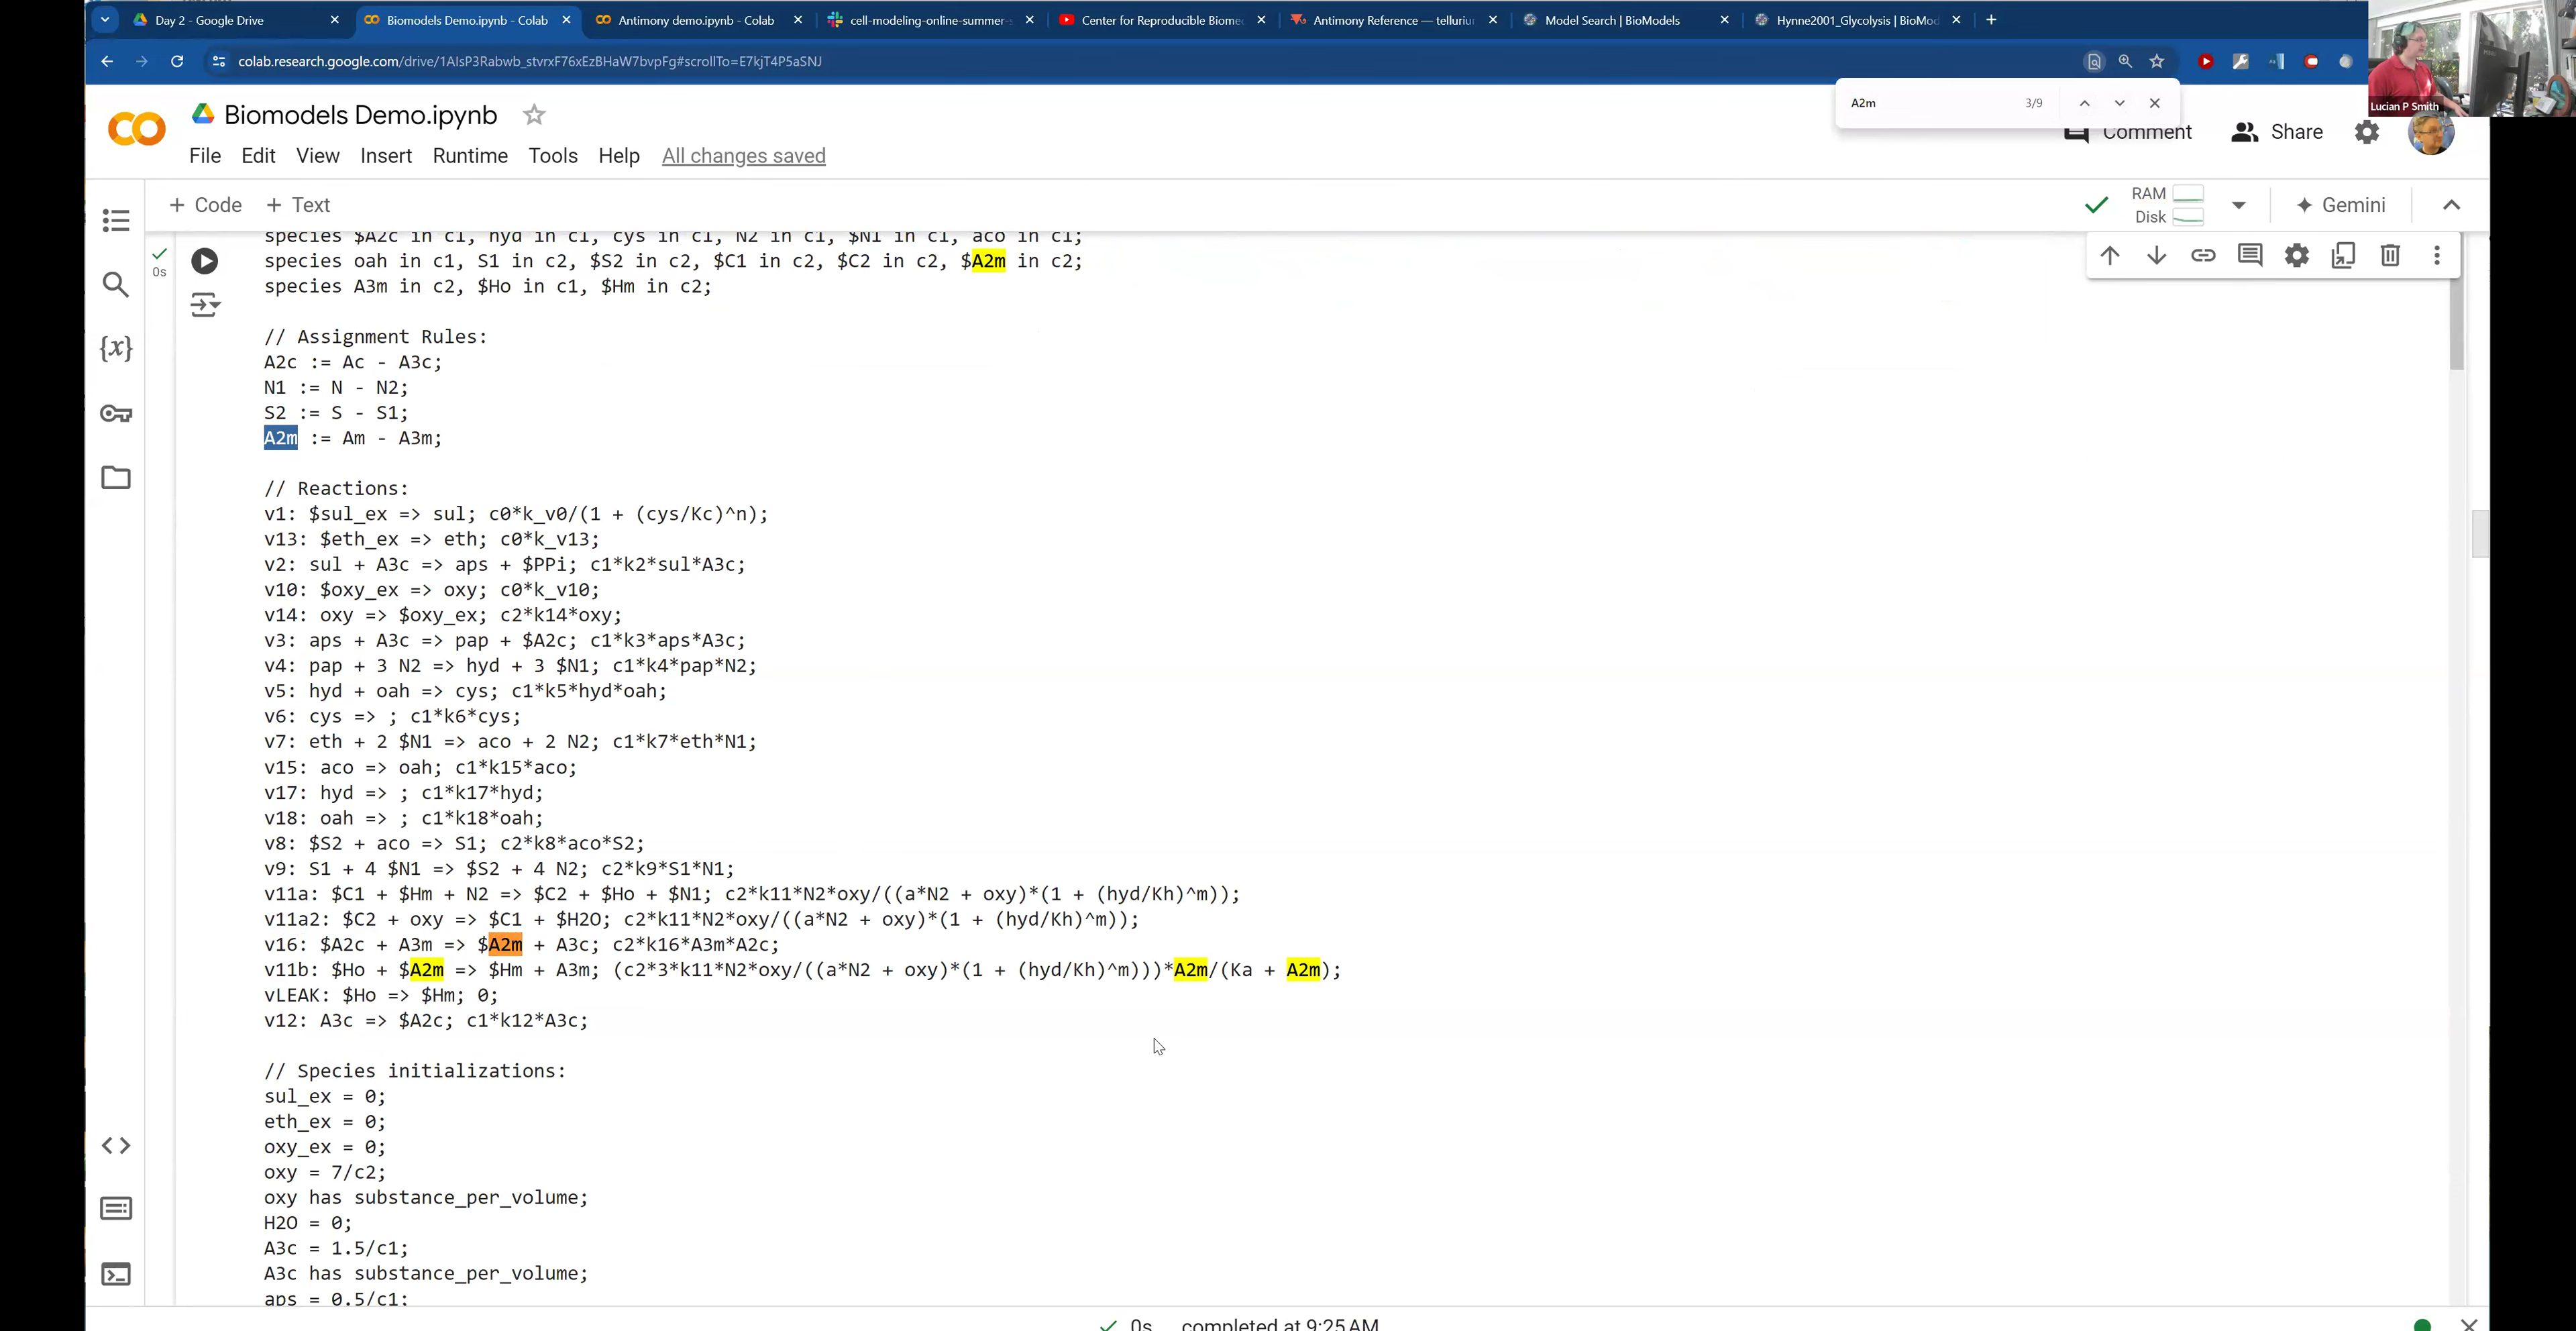 Day 2 - Google Drive
Biomodels Demo.ipynb - Colab
Antimony demo.ipynb - Colab
cell-modeling-online-summer-s
Center for Reproducible Biomed
Antimony Reference — tellurium
Model Search | BioModels
Hynne2001_Glycolysis | BioMod
colab.research.google.com/drive/1AIsP3Rabwb_stvrxF76xEzBHaW7bvpFg#scrollTo=E7kjT4P5aSNJ
A2m 3/9
Lucian P Smith
CO Biomodels Demo.ipynb
Comment Share
File Edit View Insert Runtime Tools Help All changes saved
+ Code + Text
RAM
Disk
Gemini
0s
species $A2c in c1, hyd in c1, cys in c1, N2 in c1, $N1 in c1, aco in c1;
species oah in c1, S1 in c2, $S2 in c2, $C1 in c2, $C2 in c2, $A2m in c2;
species A3m in c2, $Ho in c1, $Hm in c2;
// Assignment Rules:
A2c := Ac - A3c;
N1 := N - N2;
S2 := S - S1;
A2m := Am - A3m;
// Reactions:
v1: $sul_ex => sul; c0*k_v0/(1 + (cys/Kc)^n);
v13: $eth_ex => eth; c0*k_v13;
v2: sul + A3c => aps + $PPi; c1*k2*sul*A3c;
v10: $oxy_ex => oxy; c0*k_v10;
v14: oxy => $oxy_ex; c2*k14*oxy;
v3: aps + A3c => pap + $A2c; c1*k3*aps*A3c;
v4: pap + 3 N2 => hyd + 3 $N1; c1*k4*pap*N2;
v5: hyd + oah => cys; c1*k5*hyd*oah;
v6: cys => ; c1*k6*cys;
v7: eth + 2 $N1 => aco + 2 N2; c1*k7*eth*N1;
v15: aco => oah; c1*k15*aco;
v17: hyd => ; c1*k17*hyd;
v18: oah => ; c1*k18*oah;
v8: $S2 + aco => S1; c2*k8*aco*S2;
v9: S1 + 4 $N1 => $S2 + 4 N2; c2*k9*S1*N1;
v11a: $C1 + $Hm + N2 => $C2 + $Ho + $N1; c2*k11*N2*oxy/((a*N2 + oxy)*(1 + (hyd/Kh)^m));
v11a2: $C2 + oxy => $C1 + $H2O; c2*k11*N2*oxy/((a*N2 + oxy)*(1 + (hyd/Kh)^m));
v16: $A2c + A3m => $A2m + A3c; c2*k16*A3m*A2c;
v11b: $Ho + $A2m => $Hm + A3m; (c2*3*k11*N2*oxy/((a*N2 + oxy)*(1 + (hyd/Kh)^m)))*A2m/(Ka + A2m);
vLEAK: $Ho => $Hm; 0;
v12: A3c => $A2c; c1*k12*A3c;
// Species initializations:
sul_ex = 0;
eth_ex = 0;
oxy_ex = 0;
oxy = 7/c2;
oxy has substance_per_volume;
H2O = 0;
A3c = 1.5/c1;
A3c has substance_per_volume;
aps = 0.5/c1;
0s completed at 9:25 AM